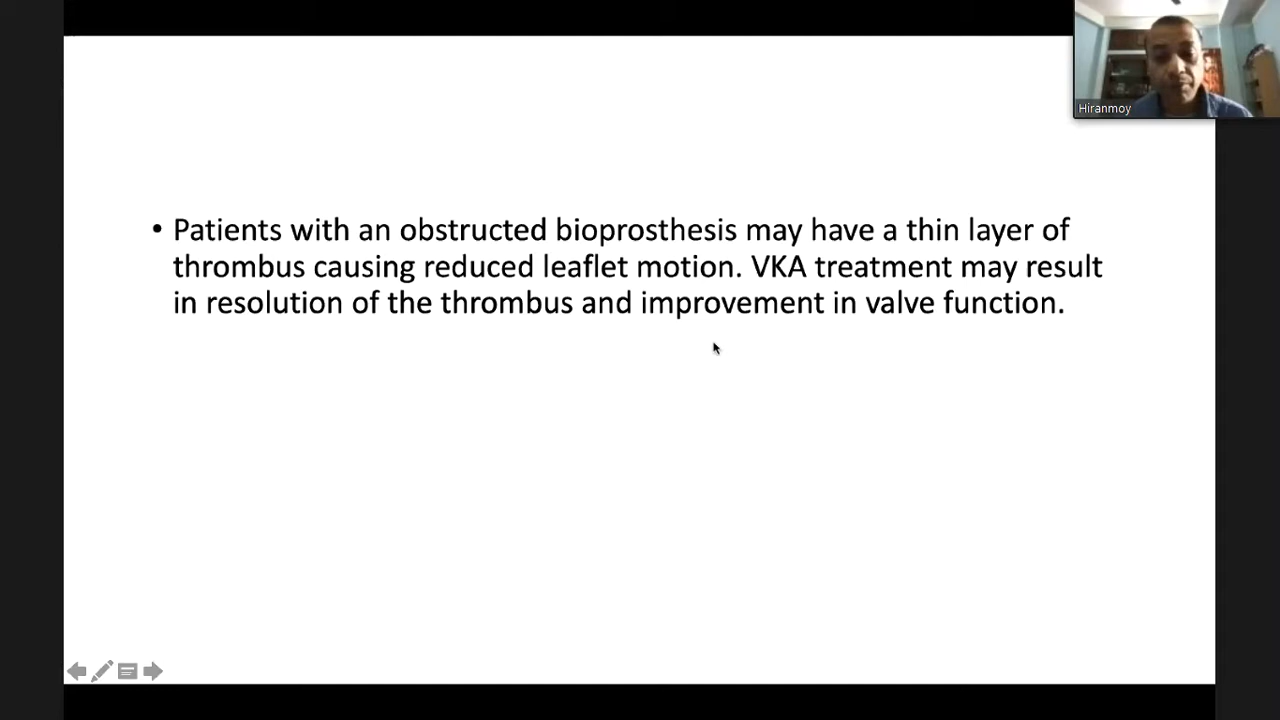 Hiranmoy
• Patients with an obstructed bioprosthesis may have a thin layer of
thrombus causing reduced leaflet motion. VKA treatment may result
in resolution of the thrombus and improvement in valve function.